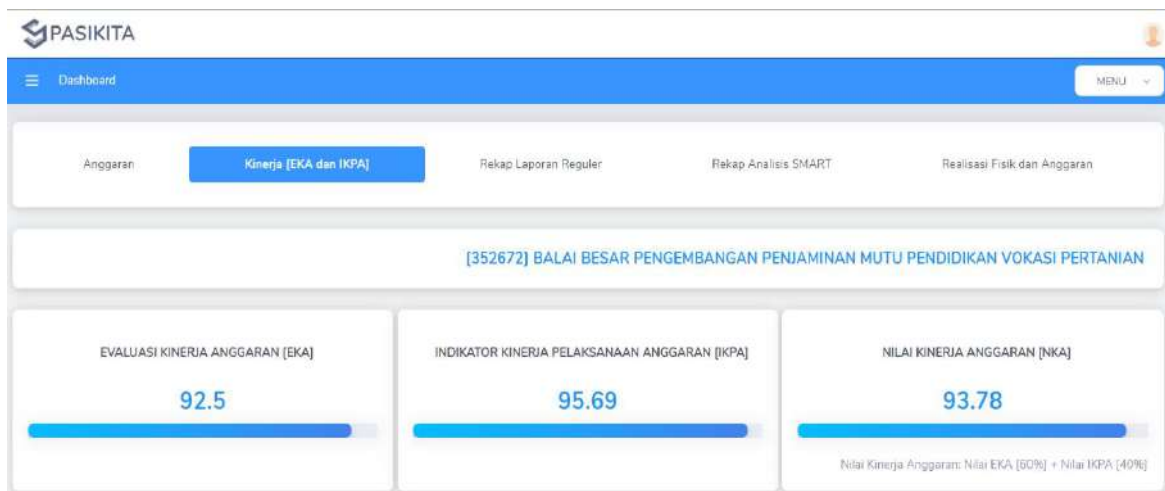 PASIKITA
Dashboard
MENU
Anggaran
Kinerja [EKA dan IKPA]
Rekap Laporan Reguler
Rekap Analisis SMART
Realisasi Fisik dan Anggaran
[352672] BALAI BESAR PENGEMBANGAN PENJAMINAN MUTU PENDIDIKAN VOKASI PERTANIAN
EVALUASI KINERJA ANGGARAN [EKA]
92.5
INDIKATOR KINERJA PELAKSANAAN ANGGARAN [IKPA]
95.69
NILAI KINERJA ANGGARAN [NKA]
93.78
Nilai Kinerja Anggaran: Nilai EKA [60%] + Nilai IKPA [40%]